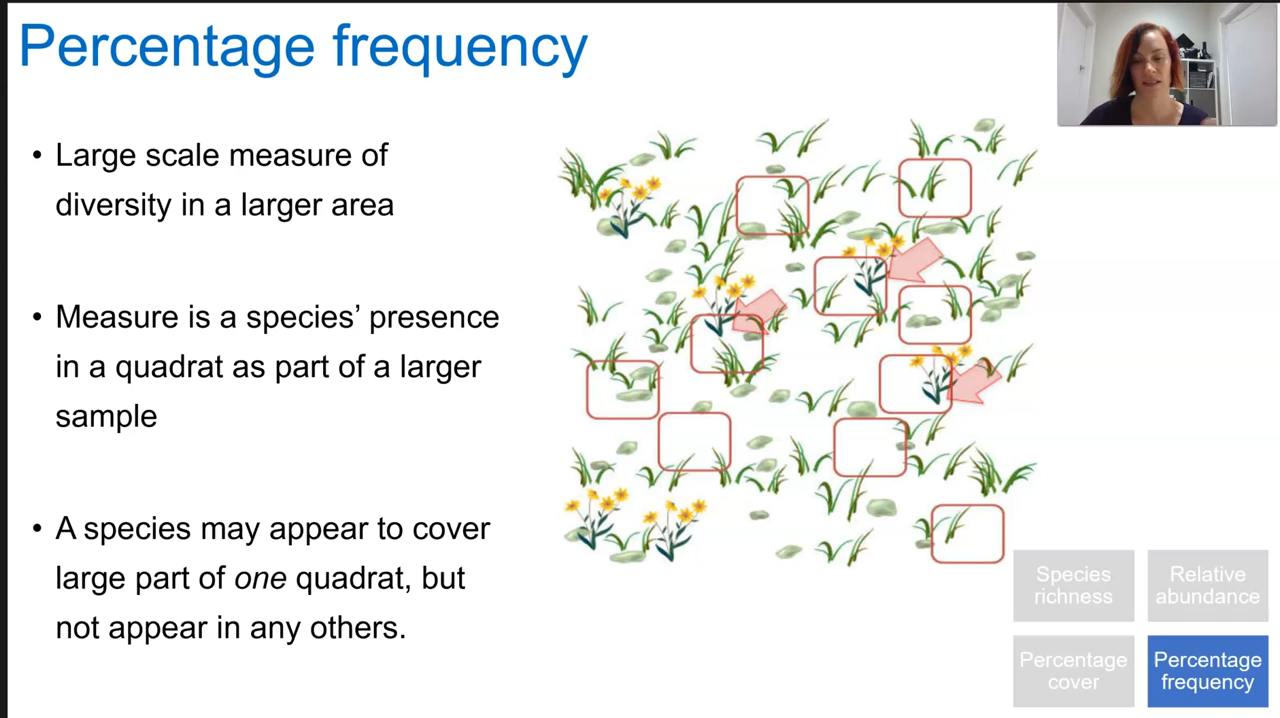 Percentage frequency
• Large scale measure of
diversity in a larger area
• Measure is a species’ presence
in a quadrat as part of a larger
sample
• A species may appear to cover
large part of one quadrat, but
not appear in any others.
Species
richness
Relative
abundance
Percentage
cover
Percentage
frequency